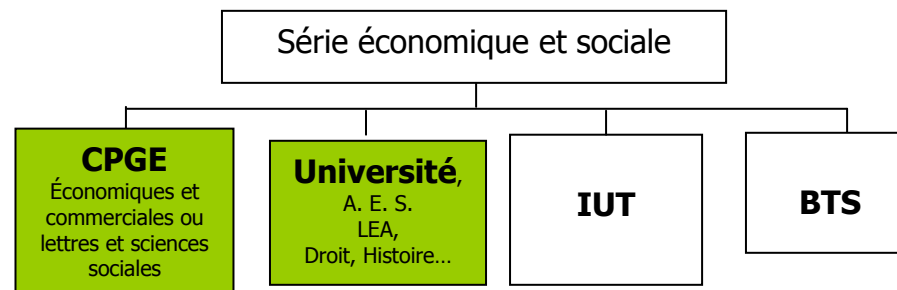 Série économique et sociale
CPGE
Économiques et
commerciales ou
lettres et sciences
sociales
Université,
A. E. S.
LEA,
Droit, Histoire…
IUT
BTS